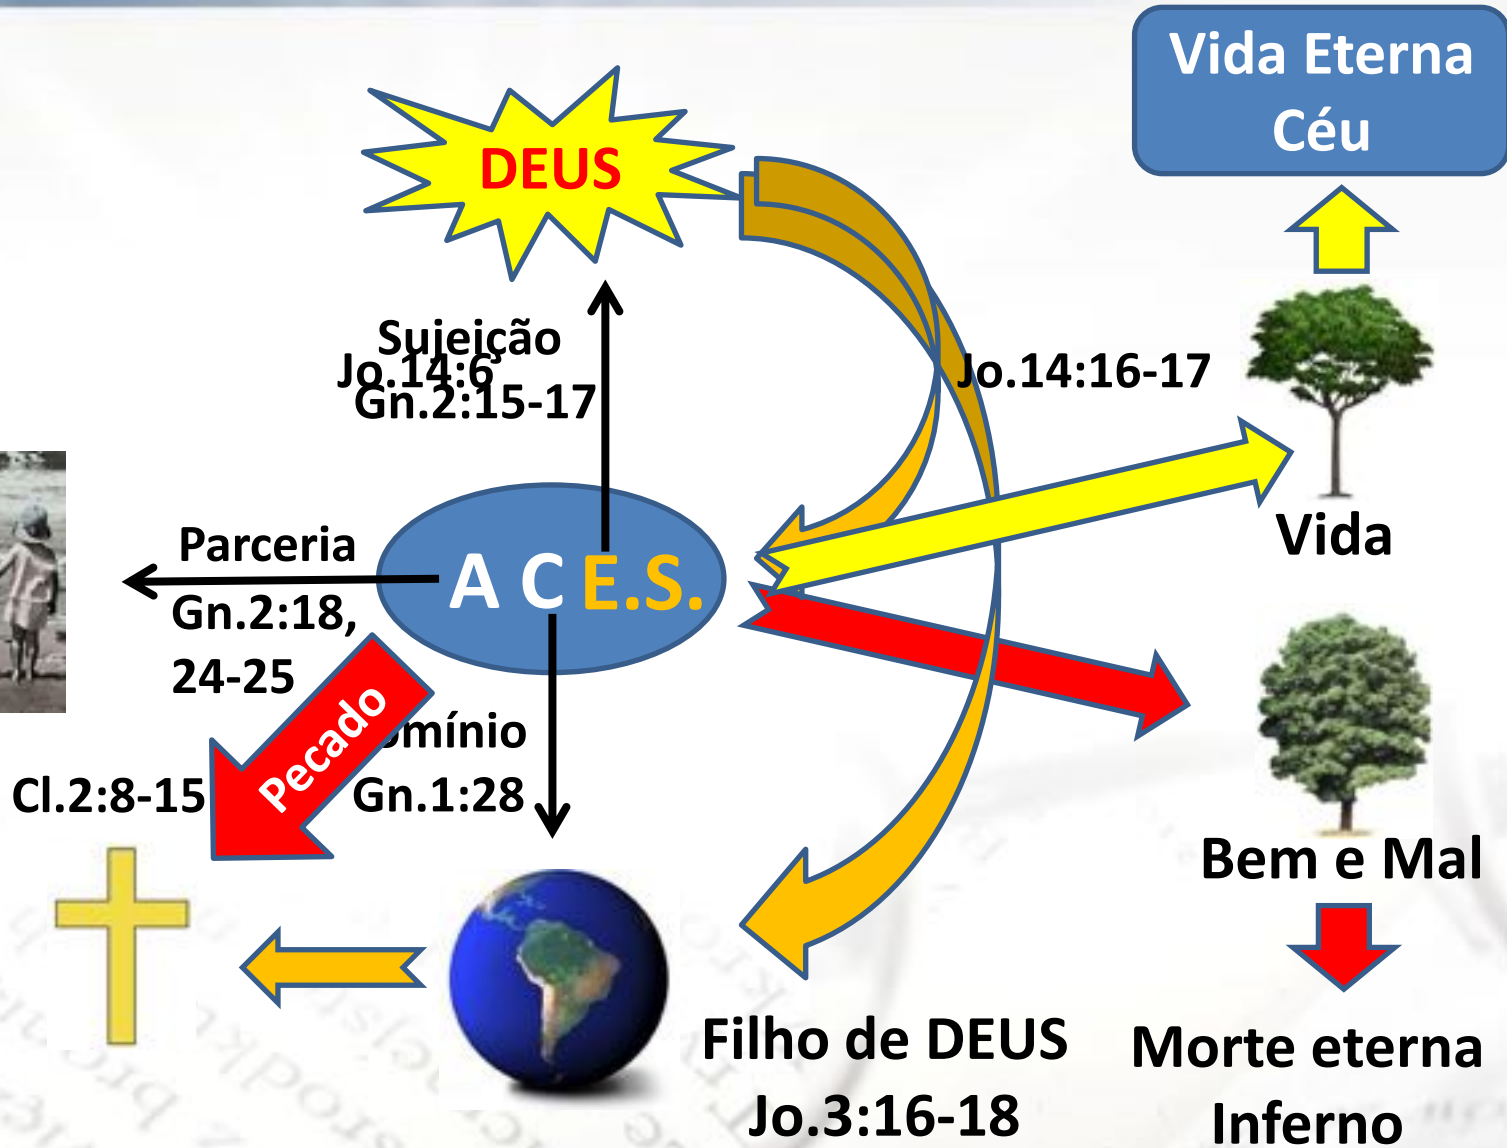 Vida Eterna
Céu
DEUS
Sujeição
Jo.14:6
Gn.2:15-17
Jo.14:16-17
Vida
Parceria
Gn.2:18,
24-25
A C E.S.
Pecado
mínio
Gn.1:28
Cl.2:8-15
Bem e Mal
Filho de DEUS
Jo.3:16-18
Morte eterna
Inferno